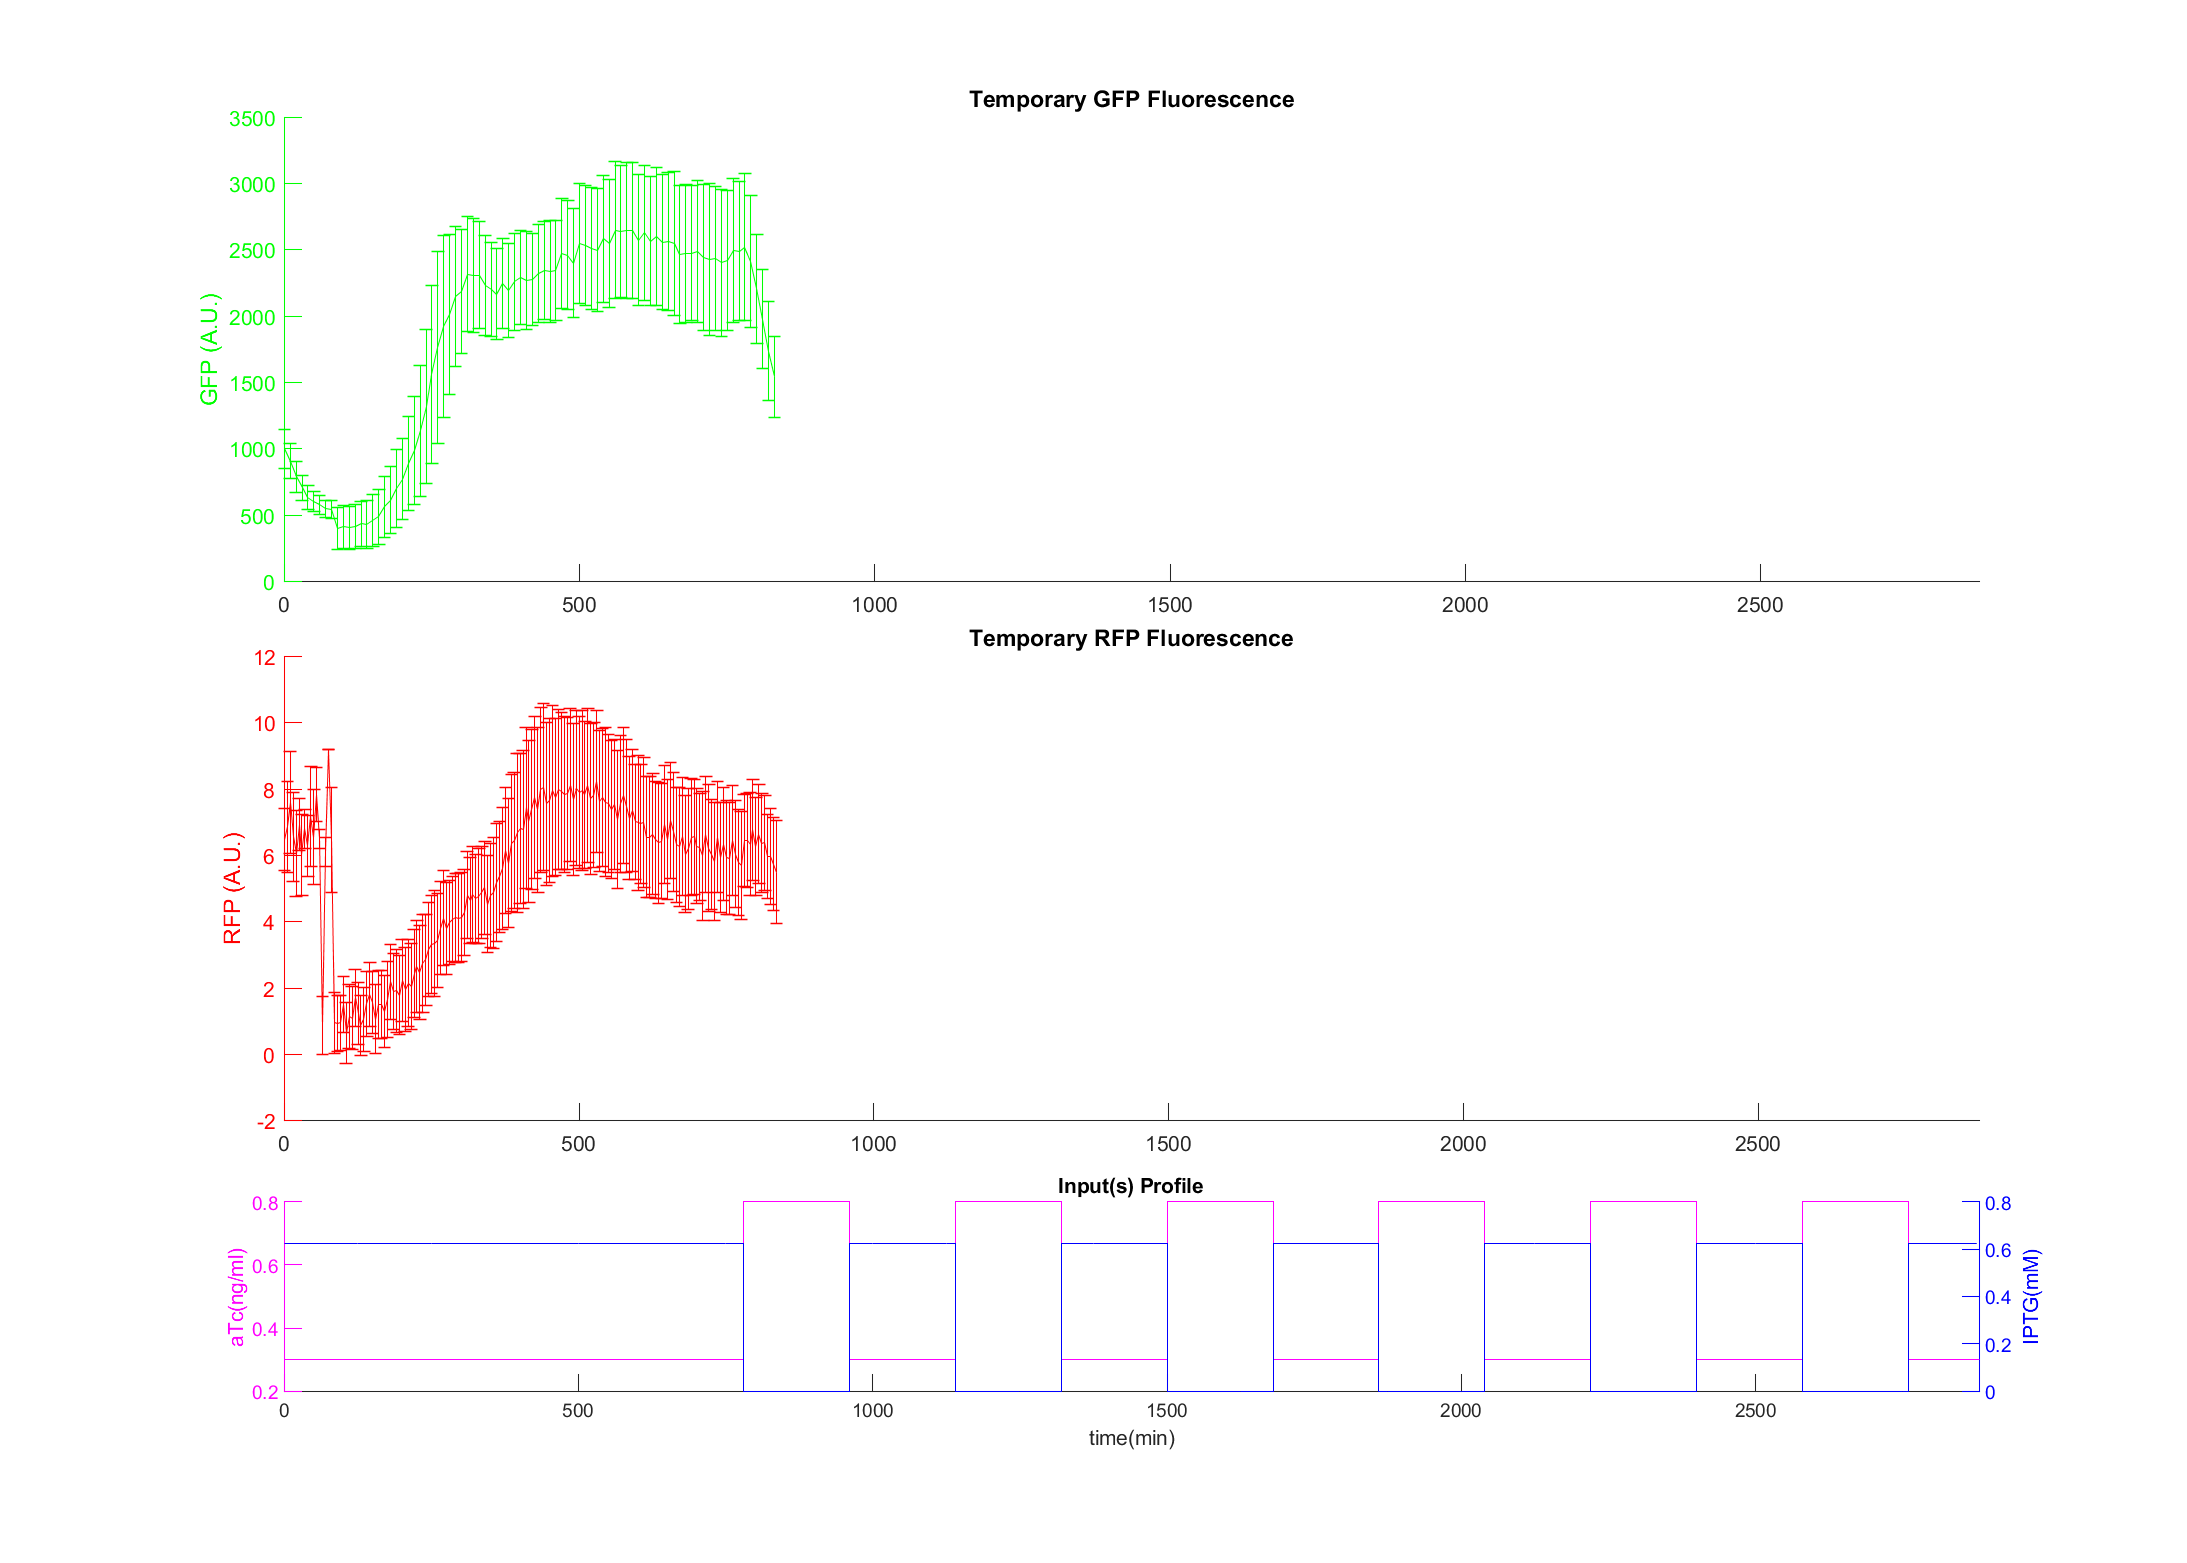 Temporary GFP Fluorescence
3500
3000
2500
2000
1500
1000
500
0
GFP (A.U.)
0 500 1000 1500 2000 2500
Temporary RFP Fluorescence
12
10
8
6
4
2
0
-2
RFP (A.U.)
0 500 1000 1500 2000 2500
Input(s) Profile
0.8
0.6
0.4
0.2
aTc(ng/ml)
0.8
0.6
0.4
0.2
0
IPTG(mM)
0 500 1000 1500 2000 2500
time(min)